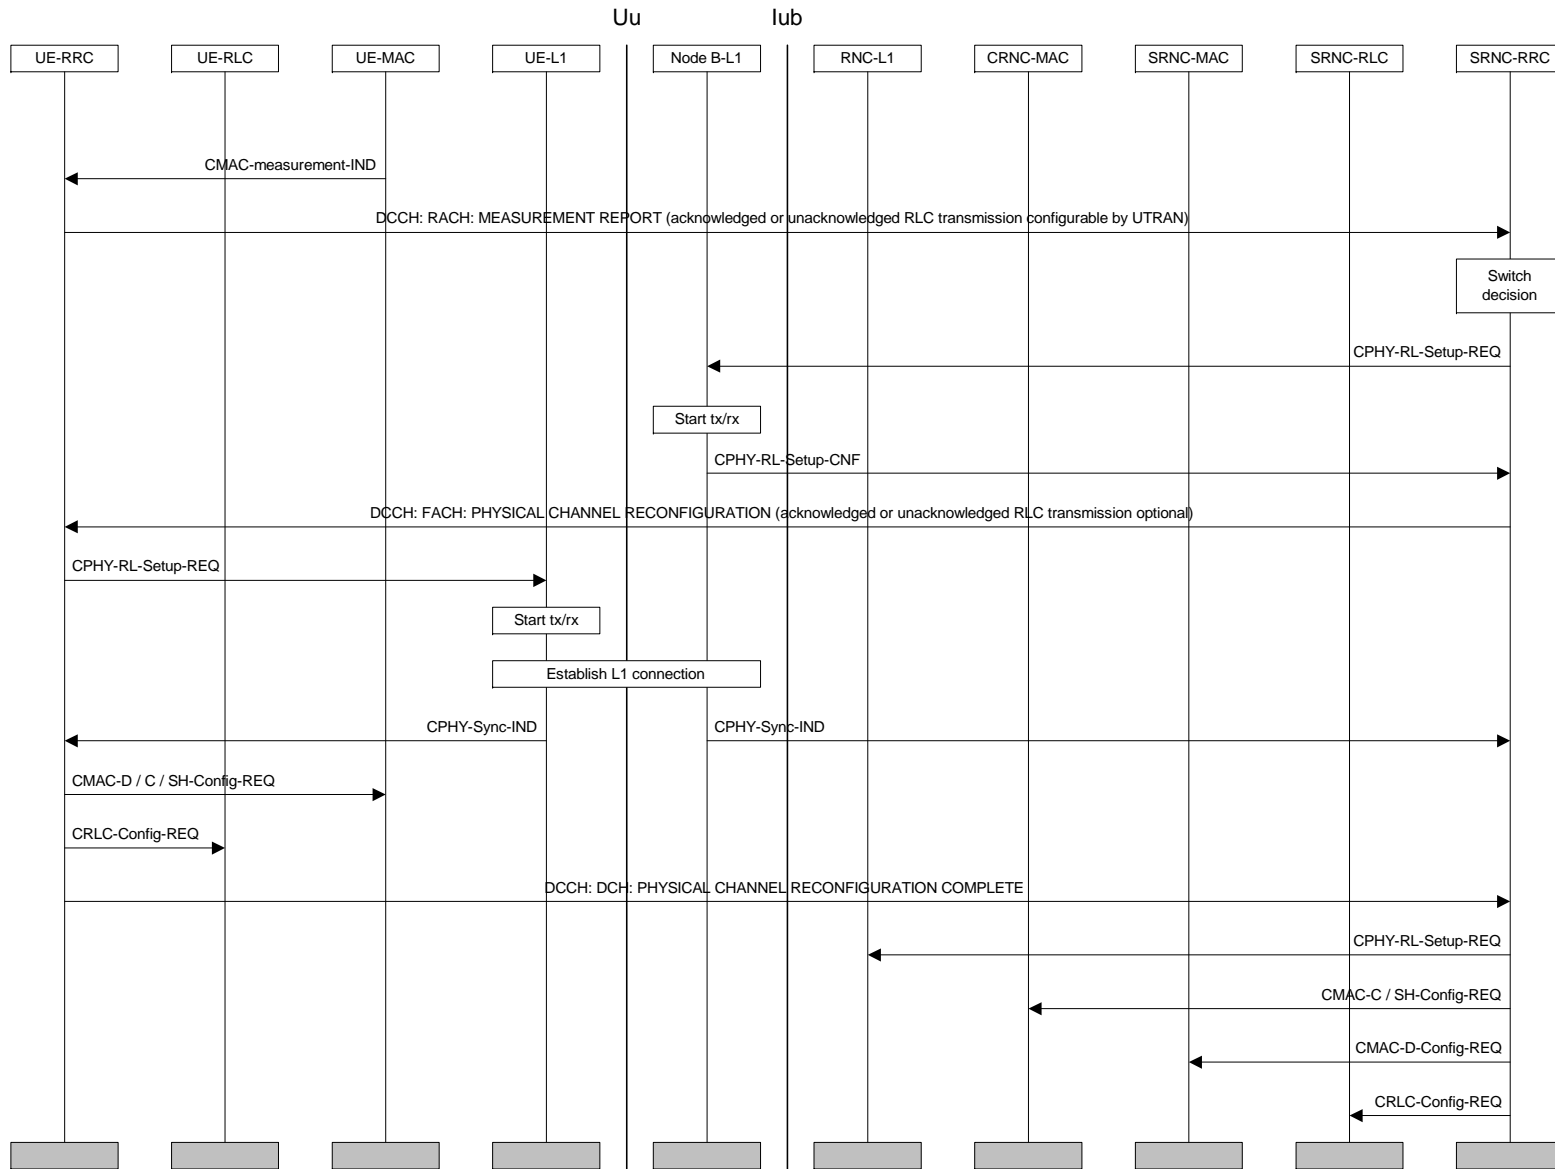 Uu
Iub
UE-RRC
UE-RLC
UE-MAC
UE-L1
Node B-L1
RNC-L1
CRNC-MAC
SRNC-MAC
SRNC-RLC
SRNC-RRC
CMAC-measurement-IND
DCCH: RACH: MEASUREMENT REPORT (acknowledged or unacknowledged RLC transmission configurable by UTRAN)
Switch
decision
CPHY-RL-Setup-REQ
Start tx/rx
CPHY-RL-Setup-CNF
DCCH: FACH: PHYSICAL CHANNEL RECONFIGURATION (acknowledged or unacknowledged RLC transmission optional)
CPHY-RL-Setup-REQ
Start tx/rx
Establish L1 connection
CPHY-Sync-IND
CPHY-Sync-IND
CMAC-D / C / SH-Config-REQ
CRLC-Config-REQ
DCCH: DCH: PHYSICAL CHANNEL RECONFIGURATION COMPLETE
CPHY-RL-Setup-REQ
CMAC-C / SH-Config-REQ
CMAC-D-Config-REQ
CRLC-Config-REQ